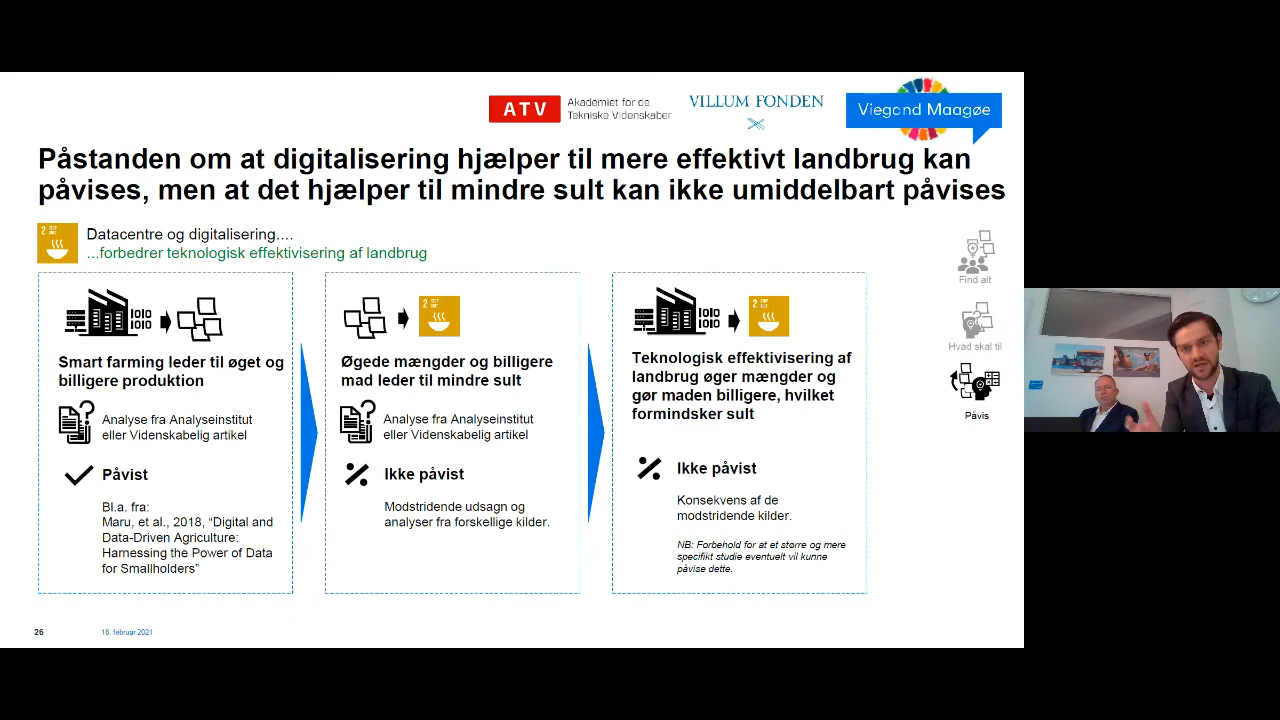 ATV
Akademiet for de
Tekniske Videnskaber
VILLUM FONDEN
Viegand Maagøe
Påstanden om at digitalisering hjælper til mere effektivt landbrug kan
påvises, men at det hjælper til mindre sult kan ikke umiddelbart påvises
2
Datacentre og digitalisering....
...forbedrer teknologisk effektivisering af landbrug
Find alt
Hvad skal til
Påvis
IOIO
IOIO
Smart farming leder til øget og
billigere produktion
Analyse fra Analyseinstitut
eller Videnskabelig artikel
Påvist
Bl.a. fra:
Maru, et al., 2018, “Digital and
Data-Driven Agriculture:
Harnessing the Power of Data
for Smallholders”
2
Øgede mængder og billigere
mad leder til mindre sult
Analyse fra Analyseinstitut
eller Videnskabelig artikel
Ikke påvist
Modstridende udsagn og
analyser fra forskellige kilder.
IOIO
IOIO
2
Teknologisk effektivisering af
landbrug øger mængder og
gør maden billigere, hvilket
formindsker sult
Ikke påvist
Konsekvens af de
modstridende kilder.
NB: Forbehold for at et større og mere
specifikt studie eventuelt vil kunne
påvise dette.
26
18. februar 2021